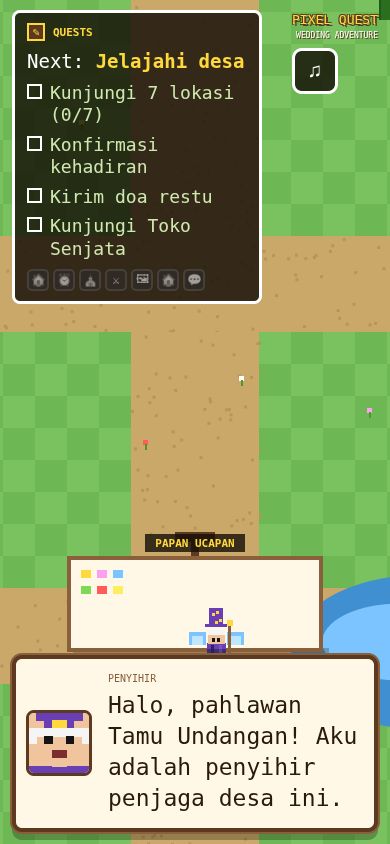 QUESTS
PIXEL QUEST
WEDDING ADVENTURE
Next: Jelajahi desa
Kunjungi 7 lokasi
(0/7)
Konfirmasi
kehadiran
Kirim doa restu
Kunjungi Toko
Senjata
PAPAN UCAPAN
PENYIHIR
Halo, pahlawan
Tamu Undangan! Aku
adalah penyihir
penjaga desa ini.